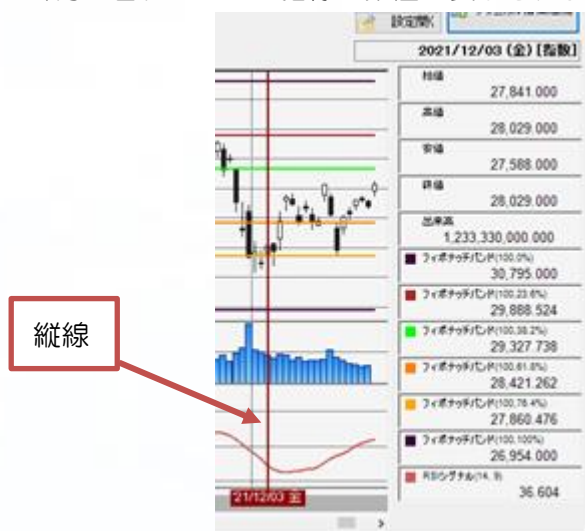 設定開く
2021/12/03 (金) [指数]
始値
27,841.000
高値
28,029.000
安値
27,588.000
終値
28,029.000
出来高
1,233,330,000.000
フィボナッチバンド(100,0%)
30,795.000
フィボナッチバンド(100,23.6%)
29,888.524
フィボナッチバンド(100,38.2%)
29,327.738
フィボナッチバンド(100,61.8%)
28,421.262
フィボナッチバンド(100,76.4%)
27,860.476
フィボナッチバンド(100,100%)
26,954.000
RSIシグナル(14, 9)
36.604
縦線
21/12/03 金